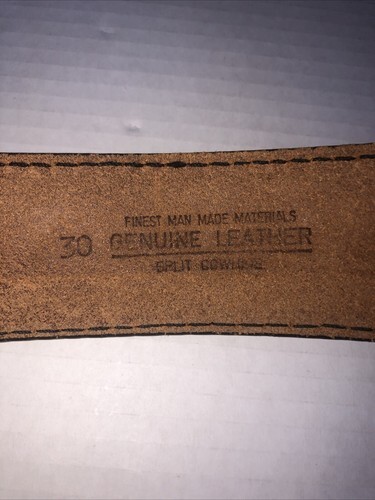 FINEST MAN MADE MATERIALS
30 GENUINE LEATHER
SPLIT COWHIDE